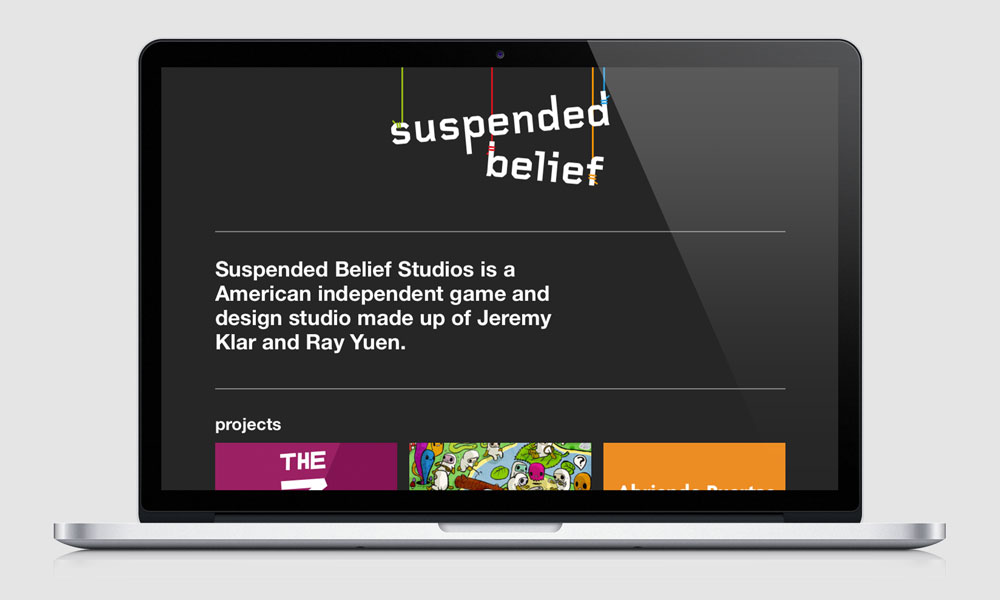 suspended
belief
Suspended Belief Studios is a
American independent game and
design studio made up of Jeremy
Klar and Ray Yuen.
projects
THE
?